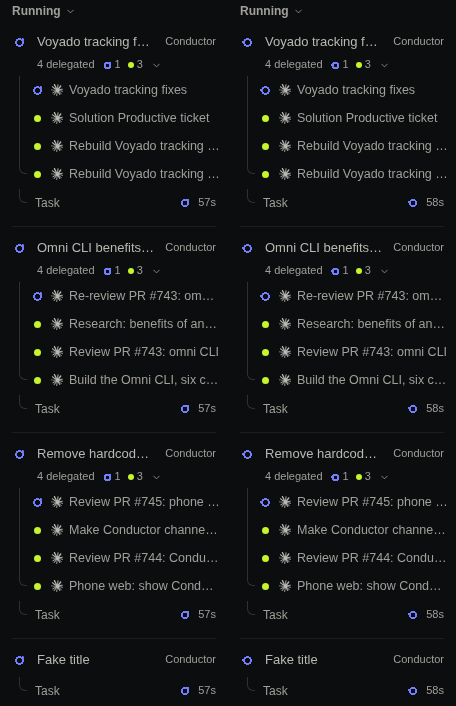 Running
Voyado tracking f… Conductor
4 delegated 1 3
Voyado tracking fixes
Solution Productive ticket
Rebuild Voyado tracking …
Rebuild Voyado tracking …
Task 57s
Omni CLI benefits… Conductor
4 delegated 1 3
Re-review PR #743: om…
Research: benefits of an…
Review PR #743: omni CLI
Build the Omni CLI, six c…
Task 57s
Remove hardcod… Conductor
4 delegated 1 3
Review PR #745: phone …
Make Conductor channe…
Review PR #744: Condu…
Phone web: show Cond…
Task 57s
Fake title Conductor
Task 57s
Running
Voyado tracking f… Conductor
4 delegated 1 3
Voyado tracking fixes
Solution Productive ticket
Rebuild Voyado tracking …
Rebuild Voyado tracking …
Task 58s
Omni CLI benefits… Conductor
4 delegated 1 3
Re-review PR #743: om…
Research: benefits of an…
Review PR #743: omni CLI
Build the Omni CLI, six c…
Task 58s
Remove hardcod… Conductor
4 delegated 1 3
Review PR #745: phone …
Make Conductor channe…
Review PR #744: Condu…
Phone web: show Cond…
Task 58s
Fake title Conductor
Task 58s